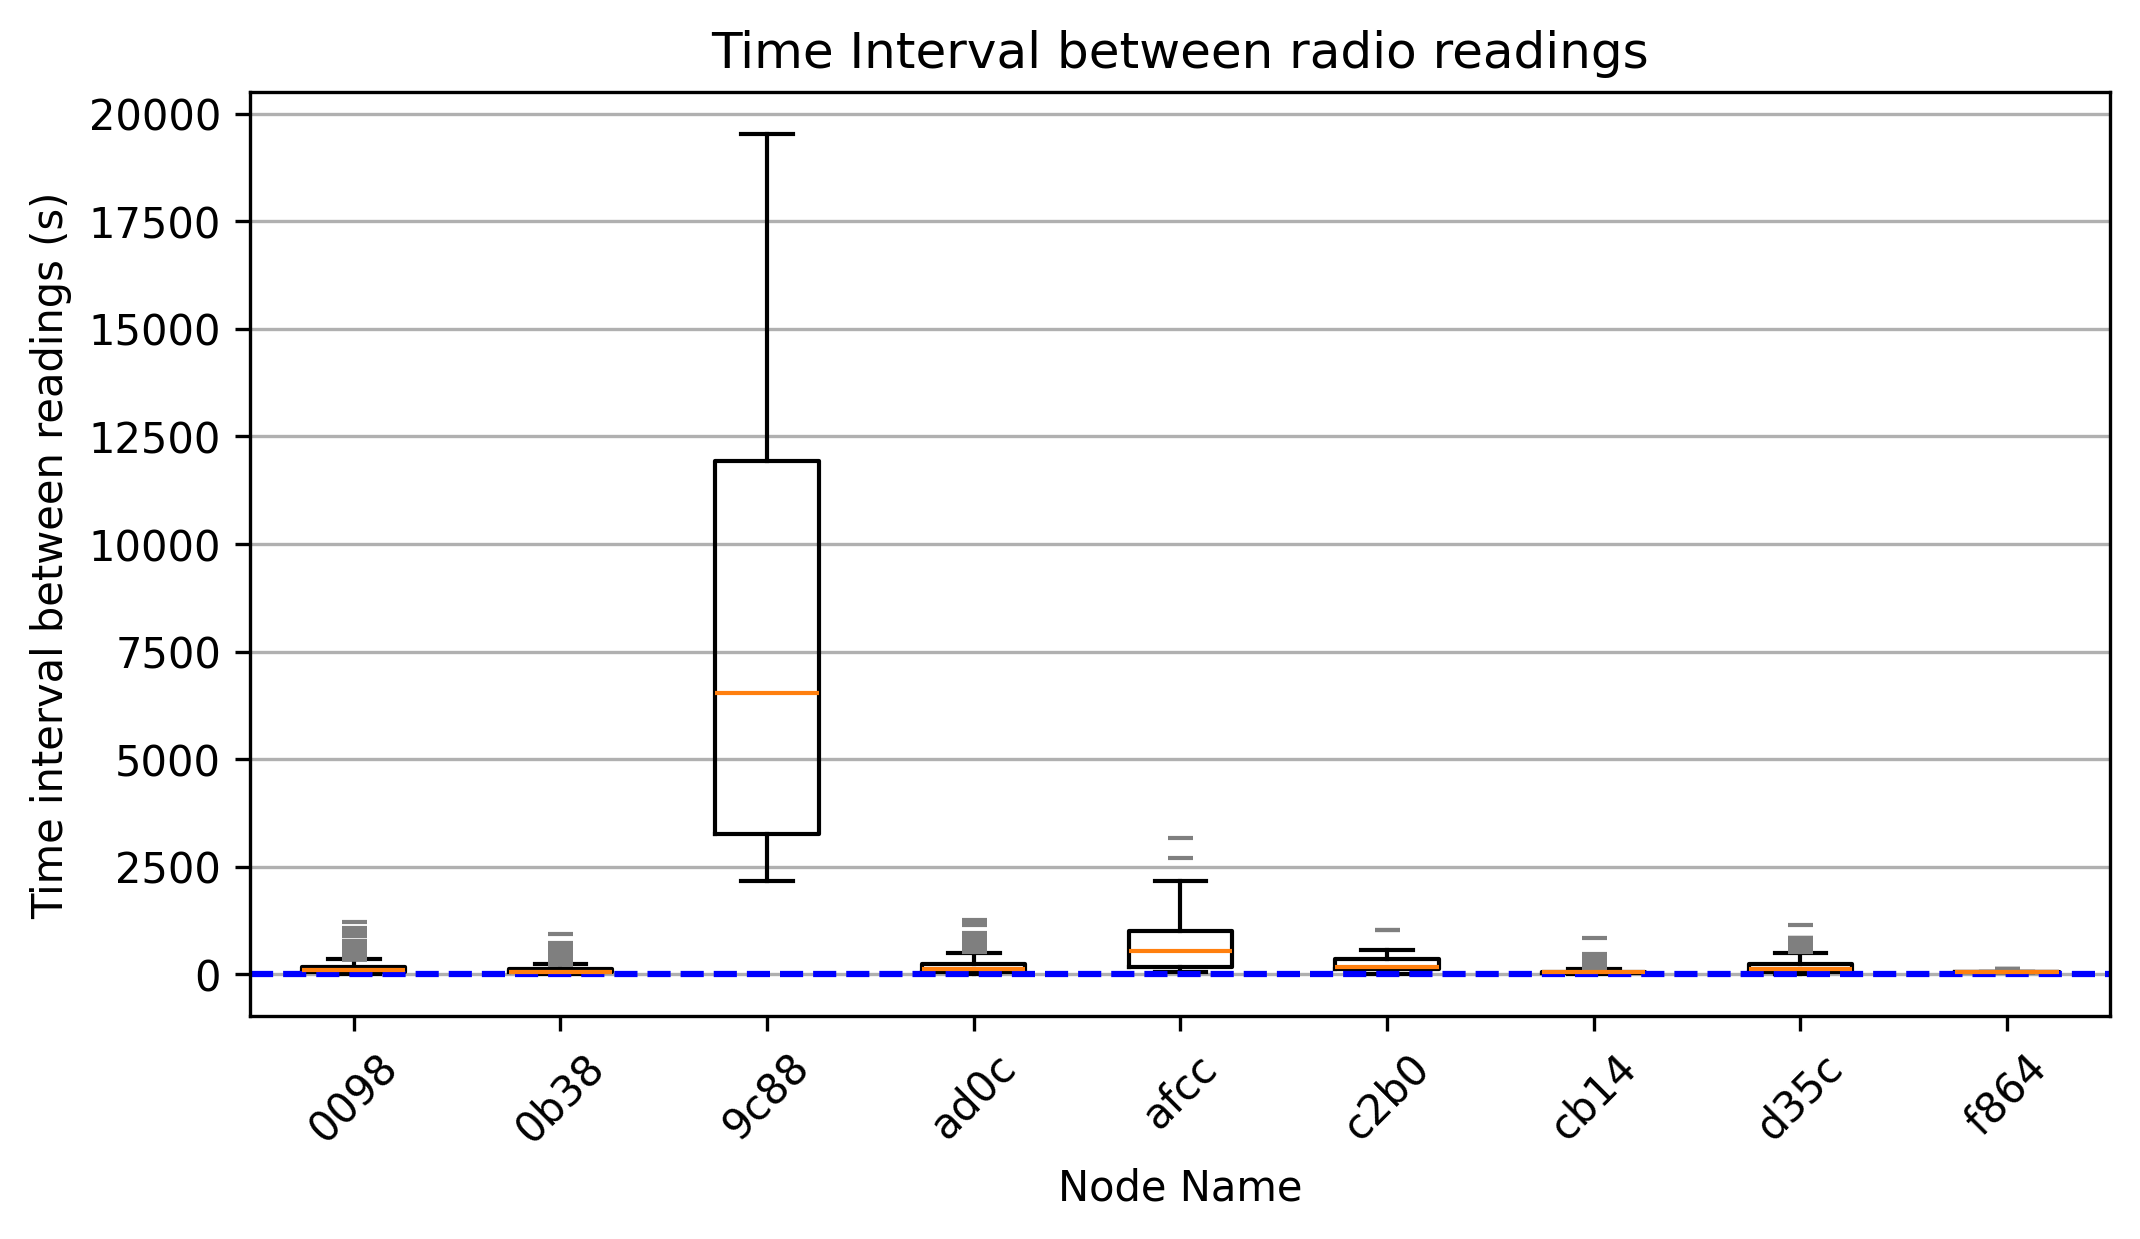 Time Interval between radio readings
Time interval between readings (s)
20000
17500
15000
12500
10000
7500
5000
2500
0
0098
0b38
9c88
ad0c
afcc
c2b0
cb14
d35c
f864
Node Name